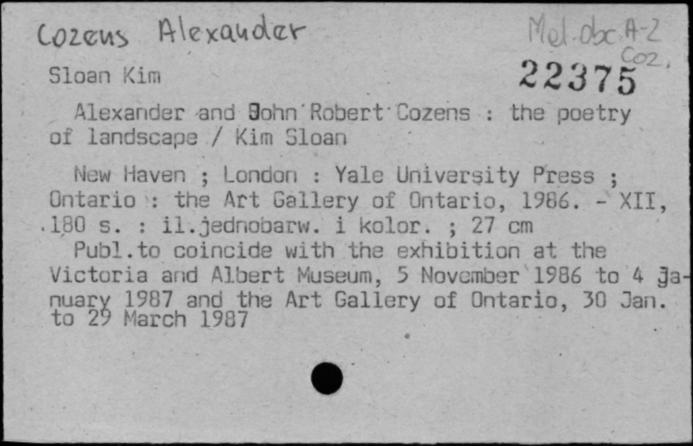 Cozens Alexander
Mal. obc. A-Z
Coz.
22375
Sloan Kim
Alexander and John Robert Cozens : the poetry
of landscape / Kim Sloan
New Haven ; London : Yale University Press ;
Ontario : the Art Gallery of Ontario, 1986. - XII,
180 s. : il.jednobarw. i kolor. ; 27 cm
Publ.to coincide with the exhibition at the
Victoria and Albert Museum, 5 November 1986 to 4 Ja-
nuary 1987 and the Art Gallery of Ontario, 30 Jan.
to 29 March 1987